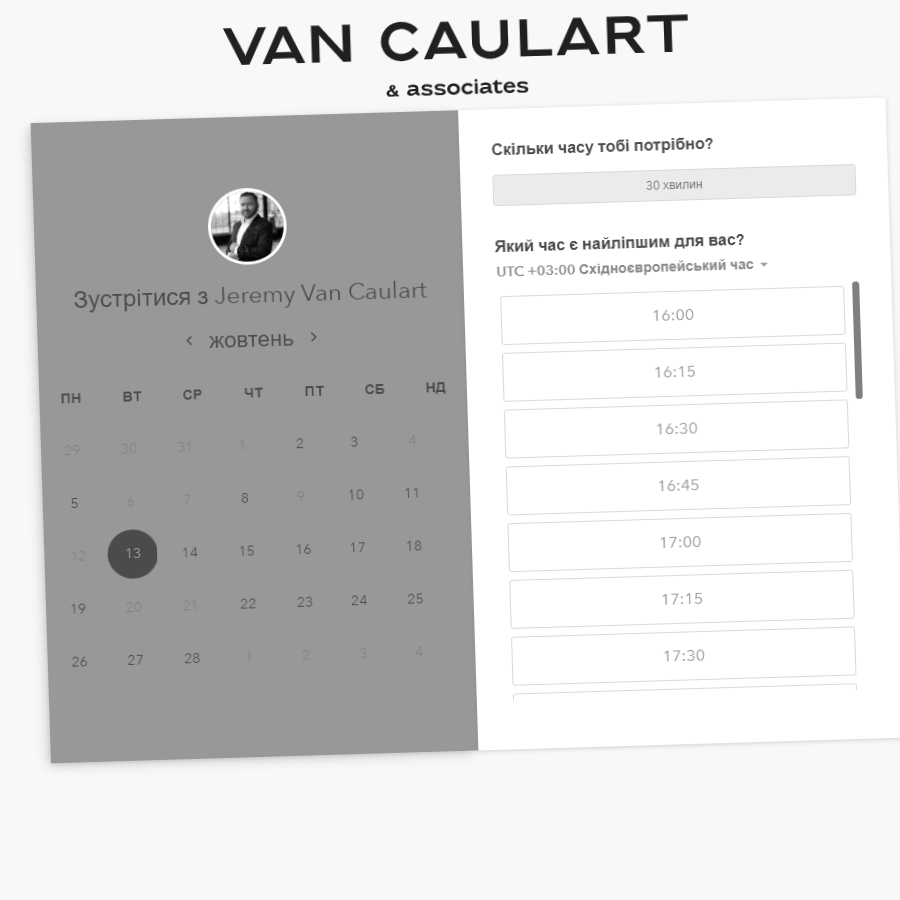 VAN CAULART
& associates
Зустрітися з Jeremy Van Caulart
жовтень
ПН ВТ СР ЧТ ПТ СБ НД
29 30 31 1 2 3 4
5 6 7 8 9 10 11
12 13 14 15 16 17 18
19 20 21 22 23 24 25
26 27 28 1 2 3 4
Скільки часу тобі потрібно?
30 хвилин
Який час є найліпшим для вас?
UTC +03:00 Східноєвропейський час
16:00
16:15
16:30
16:45
17:00
17:15
17:30